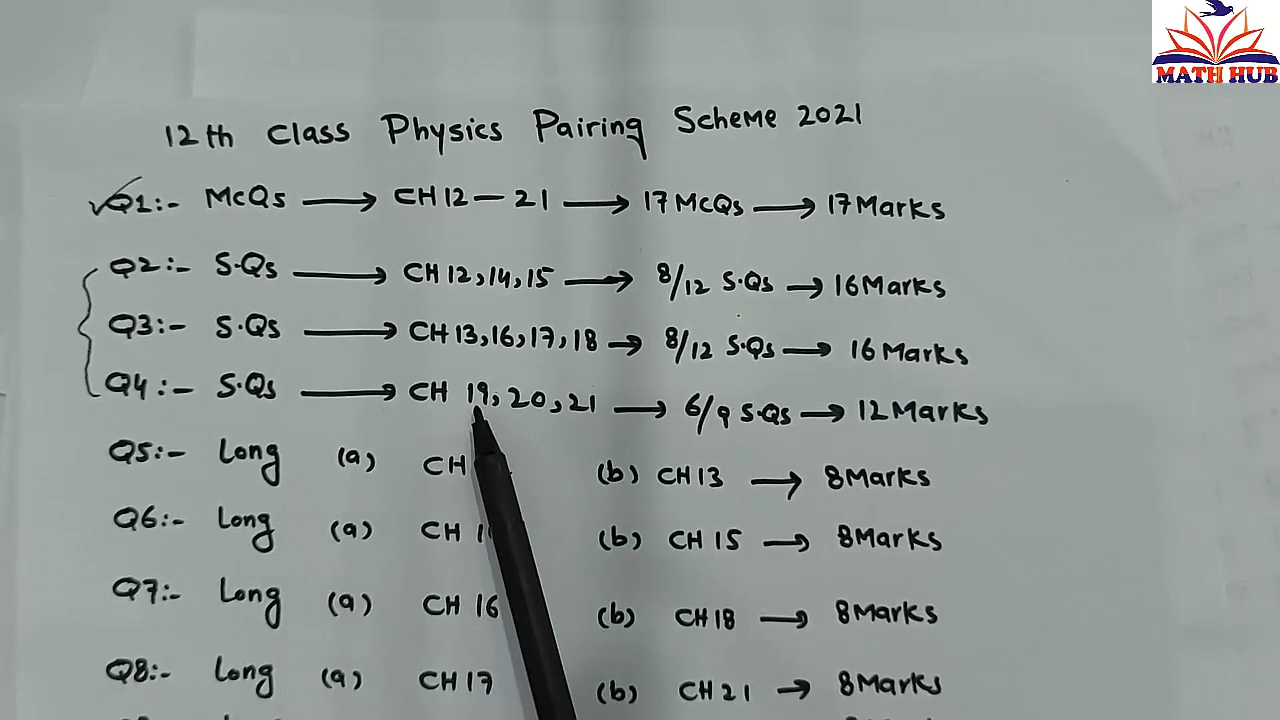 MATH HUB
12th Class Physics Pairing Scheme 2021
Q1:- McQs → CH 12 — 21 → 17 McQs → 17 Marks
Q2:- S.Qs → CH 12,14,15 → 8/12 S.Qs → 16 Marks
Q3:- S.Qs → CH 13,16,17,18 → 8/12 S.Qs → 16 Marks
Q4:- S.Qs → CH 19,20,21 → 6/9 S.Qs → 12 Marks
Q5:- Long (a) CH (b) CH 13 → 8 Marks
Q6:- Long (a) CH (b) CH 15 → 8 Marks
Q7:- Long (a) CH 16 (b) CH 18 → 8 Marks
Q8:- Long (a) CH 17 (b) CH 21 → 8 Marks